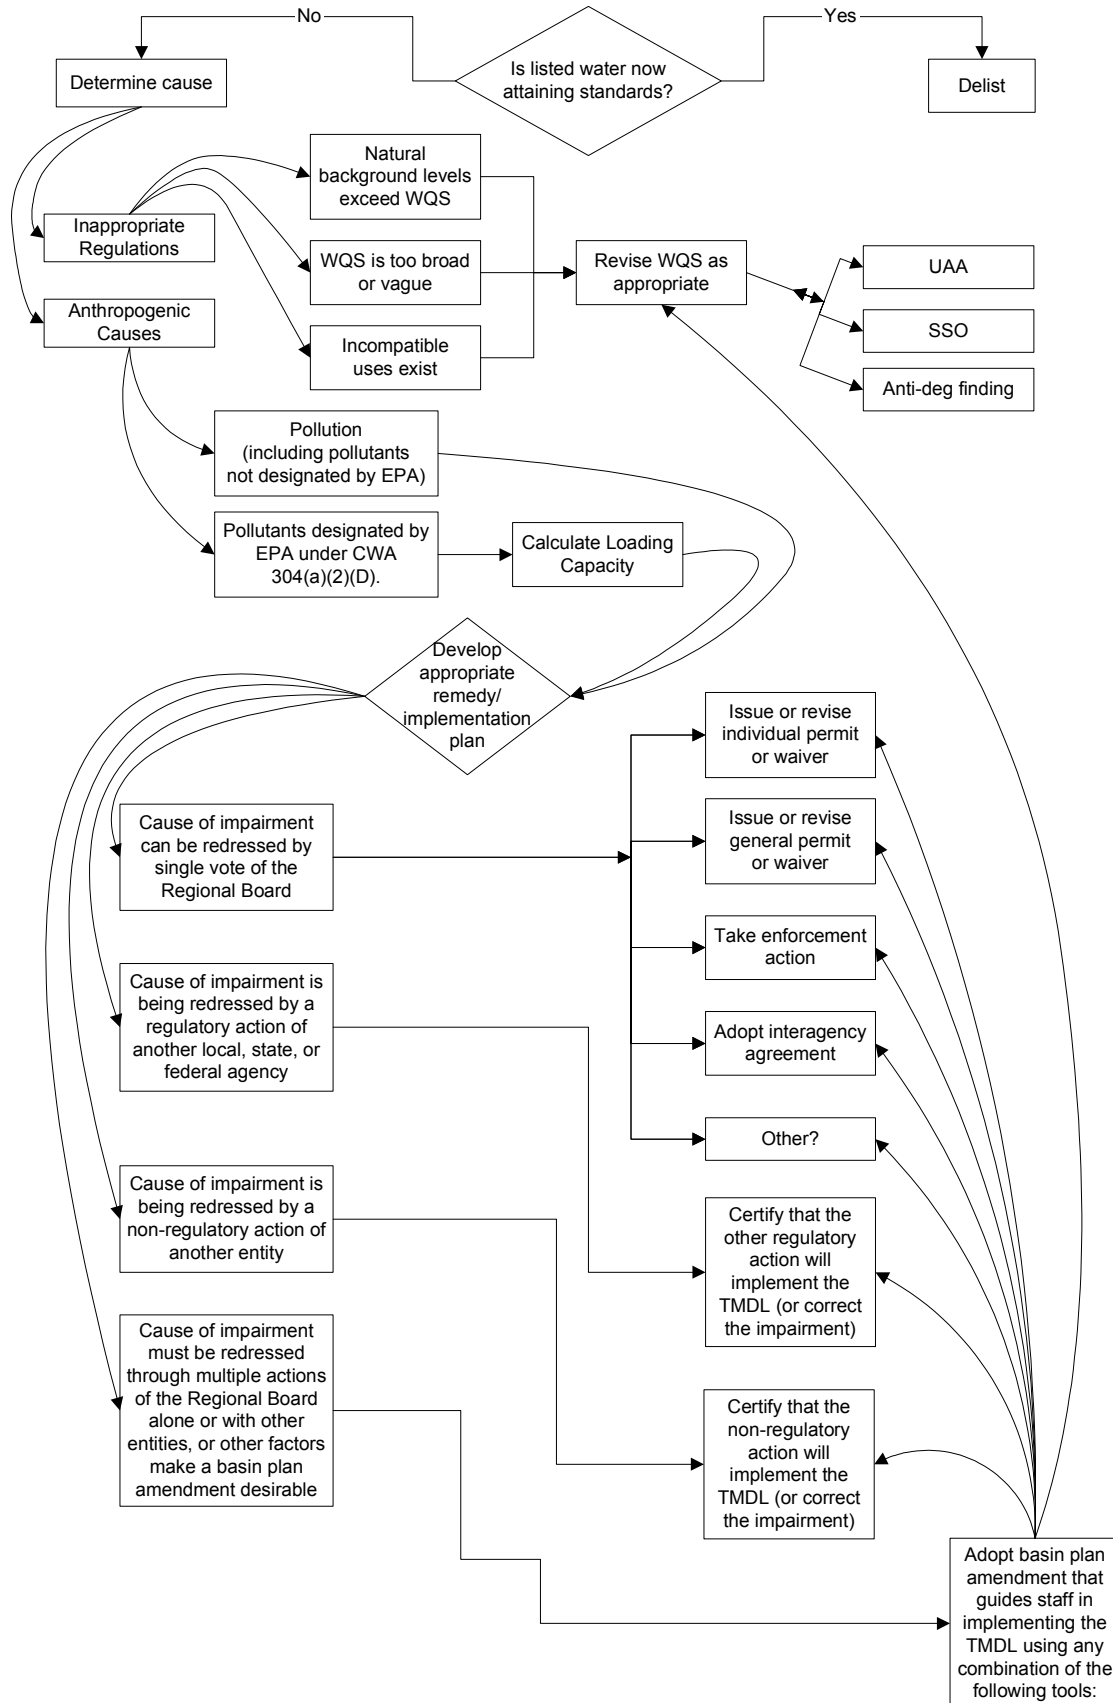 No
Yes
Is listed water now
attaining standards?
Determine cause
Delist
Natural
background levels
exceed WQS
Inappropriate
Regulations
WQS is too broad
or vague
Revise WQS as
appropriate
UAA
Anthropogenic
Causes
SSO
Incompatible
uses exist
Anti-deg finding
Pollution
(including pollutants
not designated by EPA)
Pollutants designated by
EPA under CWA
304(a)(2)(D).
Calculate Loading
Capacity
Develop
appropriate
remedy/
implementation
plan
Issue or revise
individual permit
or waiver
Cause of impairment
can be redressed by
single vote of the
Regional Board
Issue or revise
general permit
or waiver
Take enforcement
action
Cause of impairment is
being redressed by a
regulatory action of
another local, state, or
federal agency
Adopt interagency
agreement
Other?
Cause of impairment is
being redressed by a
non-regulatory action of
another entity
Certify that the
other regulatory
action will
implement the
TMDL (or correct
the impairment)
Cause of impairment
must be redressed
through multiple actions
of the Regional Board
alone or with other
entities, or other factors
make a basin plan
amendment desirable
Certify that the
non-regulatory
action will
implement the
TMDL (or correct
the impairment)
Adopt basin plan
amendment that
guides staff in
implementing the
TMDL using any
combination of the
following tools: